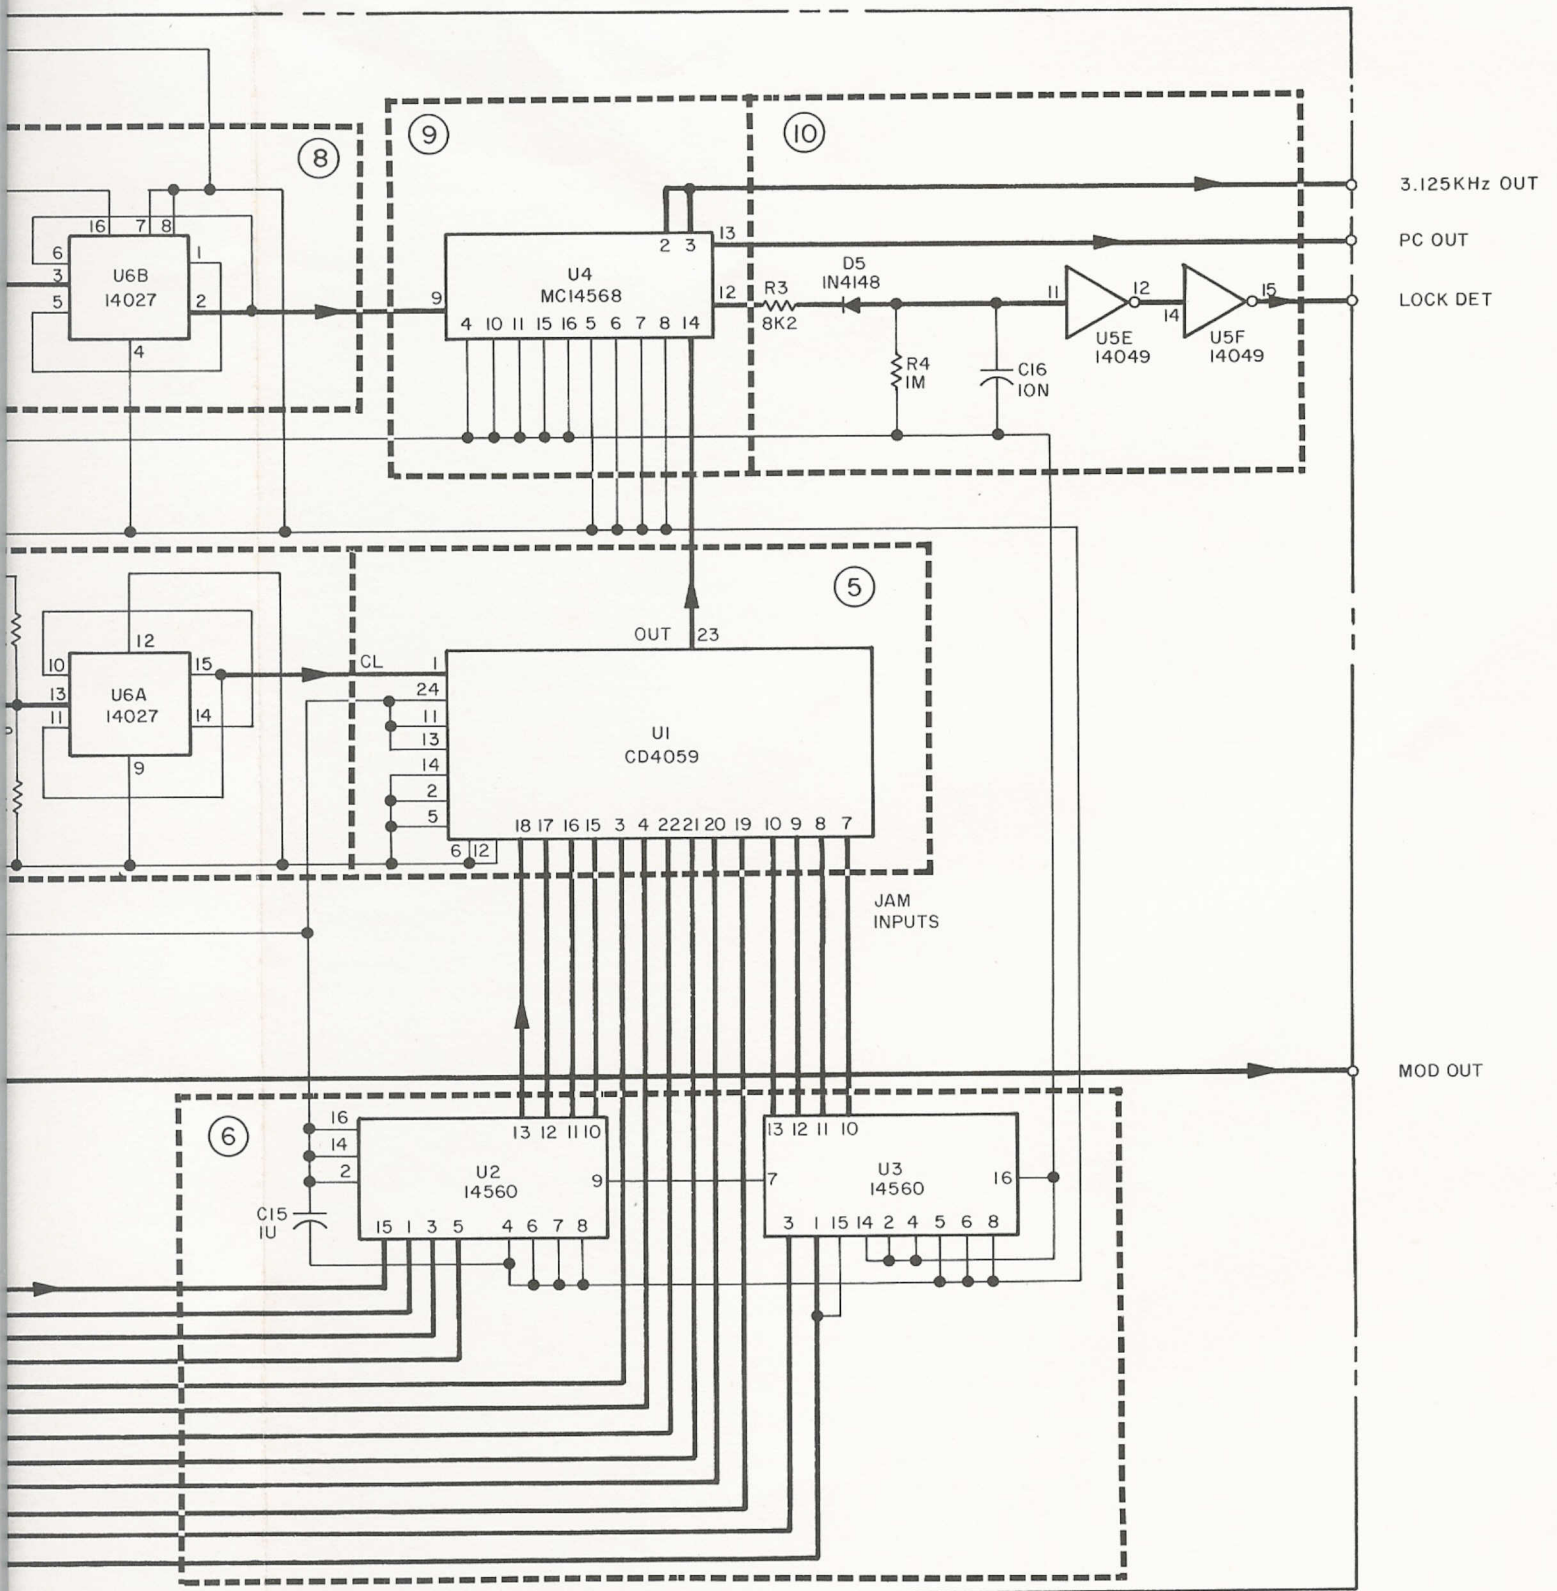 8
9
10
3.125KHz OUT
PC OUT
LOCK DET
16 7 8
6
3
5
U6B
14027
1
2
4
9
U4
MC14568
2 3
13
12
4 10 11 15 16 5 6 7 8 14
R3
8K2
D5
1N4148
R4
1M
C16
10N
11
12
U5E
14049
14
15
U5F
14049
5
12
10
13
11
U6A
14027
15
14
9
CL
OUT 23
1
24
11
13
14
2
5
6 12
U1
CD4059
18 17 16 15 3 4 22 21 20 19 10 9 8 7
JAM
INPUTS
MOD OUT
6
16
14
2
C15
1U
13 12 11 10
U2
14560
9
15 1 3 5 4 6 7 8
13 12 11 10
7
U3
14560
16
3 1 15 14 2 4 5 6 8